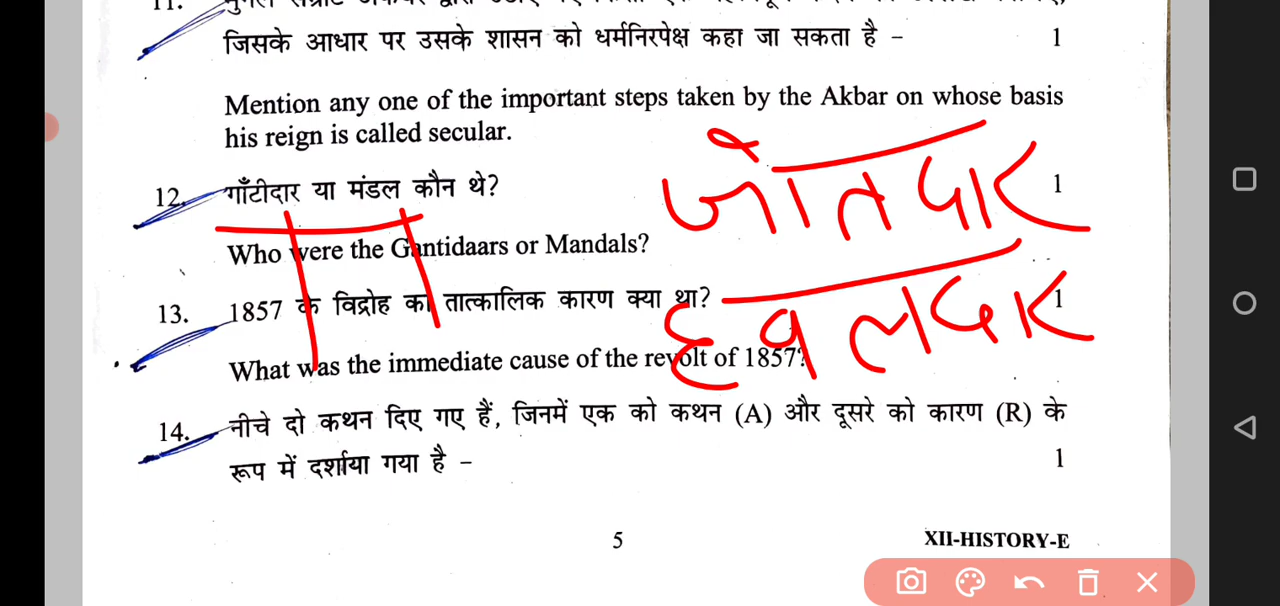 जिसके आधार पर उसके शासन को धर्मनिरपेक्ष कहा जा सकता है – 1
Mention any one of the important steps taken by the Akbar on whose basis
his reign is called secular.
जोतदार
12. गाँटीदार या मंडल कौन थे? 1
Who were the Gantidaars or Mandals?
13. 1857 के विद्रोह का तात्कालिक कारण क्या था? 1
हवलदार
What was the immediate cause of the revolt of 1857?
14. नीचे दो कथन दिए गए हैं, जिनमें एक को कथन (A) और दूसरे को कारण (R) के
रूप में दर्शाया गया है – 1
5 XII-HISTORY-E